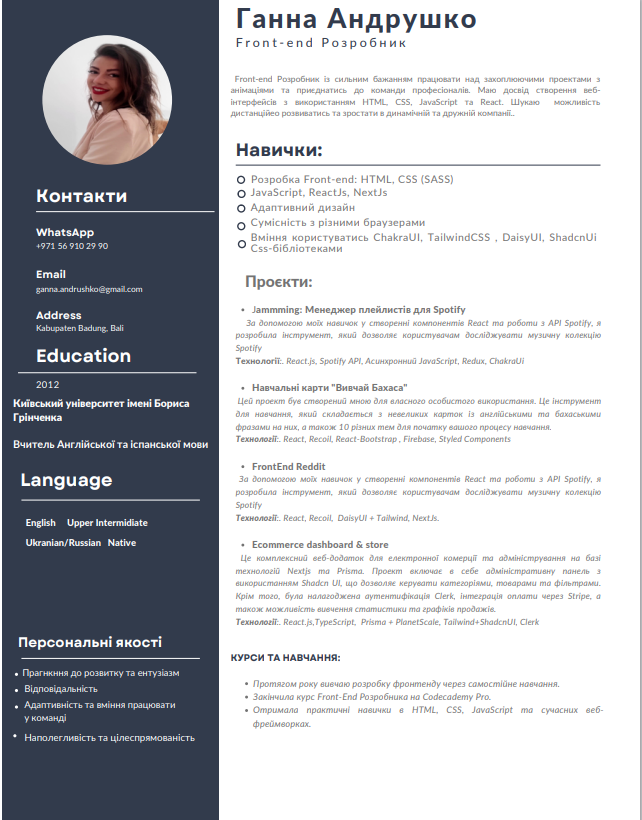 Ганна Андрушко
Front-end Розробник
Front-end Розробник із сильним бажанням працювати над захоплюючими проектами з
анімаціями та приєднатись до команди професіоналів. Маю досвід створення веб-
інтерфейсів з використанням HTML, CSS, JavaScript та React. Шукаю можливість
дистанційео розвиватись та зростати в динамічній та дружній компанії..
Контакти
WhatsApp
+971 56 910 29 90
Email
ganna.andrushko@gmail.com
Address
Kabupaten Badung, Bali
Education
2012
Київський університет імені Бориса
Грінченка
Вчитель Англійської та іспанської мови
Language
English Upper Intermidiate
Ukranian/Russian Native
Персональні якості
Прагнкння до розвитку та ентузіазм
Відповідальність
Адаптивність та вміння працювати
у команді
Наполегливість та цілеспрямованість
Навички:
Розробка Front-end: HTML, CSS (SASS)
JavaScript, ReactJs, NextJs
Адаптивний дизайн
Сумісність з різними браузерами
Вміння користуватись ChakraUI, TailwindCSS , DaisyUI, ShadcnUi
Css-бібліотеками
Проєкти:
Jammming: Менеджер плейлистів для Spotify
За допомогою моїх навичок у створенні компонентів React та роботи з API Spotify, я
розробила інструмент, який дозволяє користувачам досліджувати музичну колекцію
Spotify
Технології:. React.js, Spotify API, Асинхронний JavaScript, Redux, ChakraUi
Навчальні карти "Вивчай Бахаса"
Цей проект був створений мною для власного особистого використання. Це інструмент
для навчання, який складається з невеликих карток із англійськими та бахаськими
фразами на них, а також 10 різних тем для початку вашого процесу навчання.
Технології:. React, Recoil, React-Bootstrap , Firebase, Styled Components
FrontEnd Reddit
За допомогою моїх навичок у створенні компонентів React та роботи з API Spotify, я
розробила інструмент, який дозволяє користувачам досліджувати музичну колекцію
Spotify
Технології:. React, Recoil, DaisyUI + Tailwind, NextJs.
Ecommerce dashboard & store
Це комплексний веб-додаток для електронної комерції та адміністрування на базі
технологій Nextjs та Prisma. Проект включає в себе адміністративну панель з
використанням Shadcn UI, що дозволяє керувати категоріями, товарами та фільтрами.
Крім того, була налагоджена аутентифікація Clerk, інтеграція оплати через Stripe, а
також можливість вивчення статистики та графіків продажів.
Технології:. React.js,TypeScript, Prisma + PlanetScale, Tailwind+ShadcnUI, Clerk
КУРСИ ТА НАВЧАННЯ:
Протягом року вивчаю розробку фронтенду через самостійне навчання.
Закінчила курс Front-End Розробника на Codecademy Pro.
Отримала практичні навички в HTML, CSS, JavaScript та сучасних веб-
фреймворках.